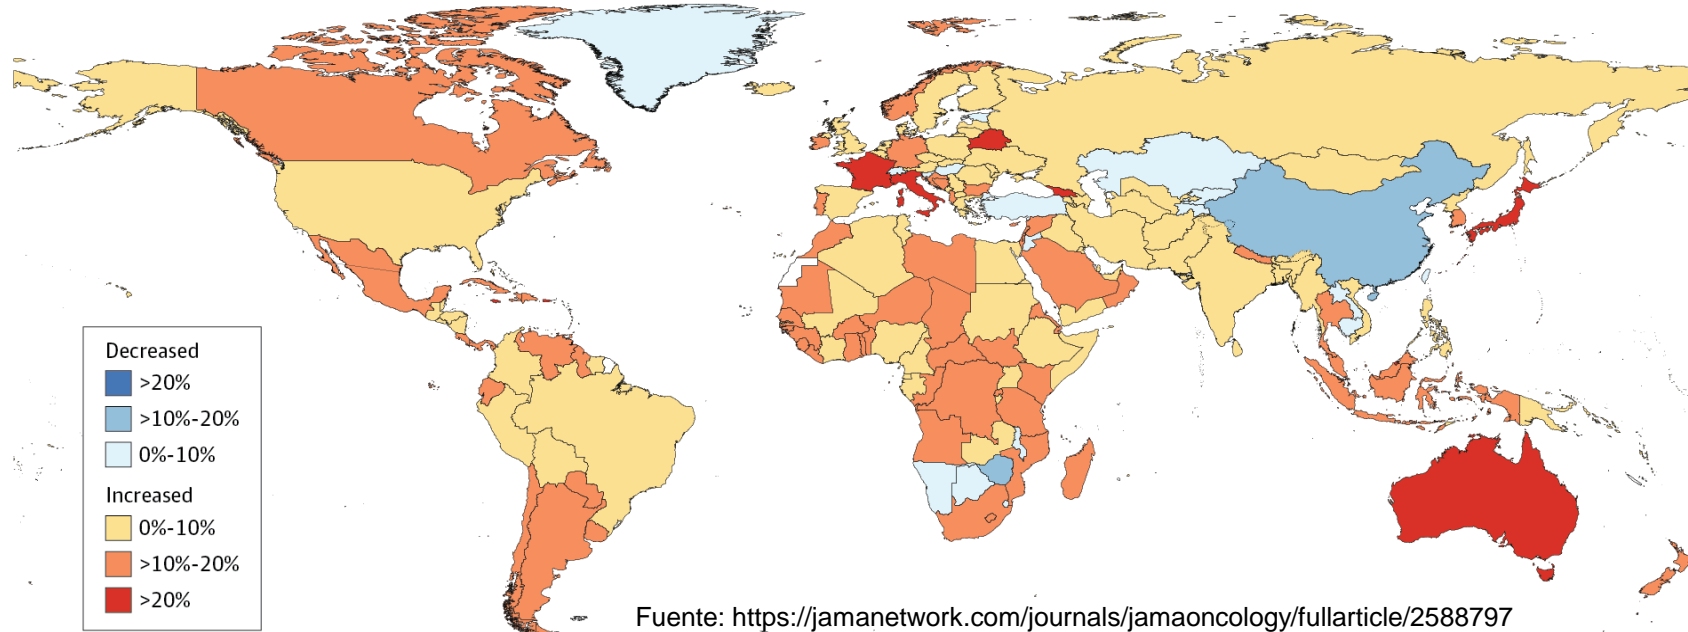 Decreased
>20%
>10%-20%
0%-10%
Increased
0%-10%
>10%-20%
>20%
Fuente: https://jamanetwork.com/journals/jamaoncology/fullarticle/2588797